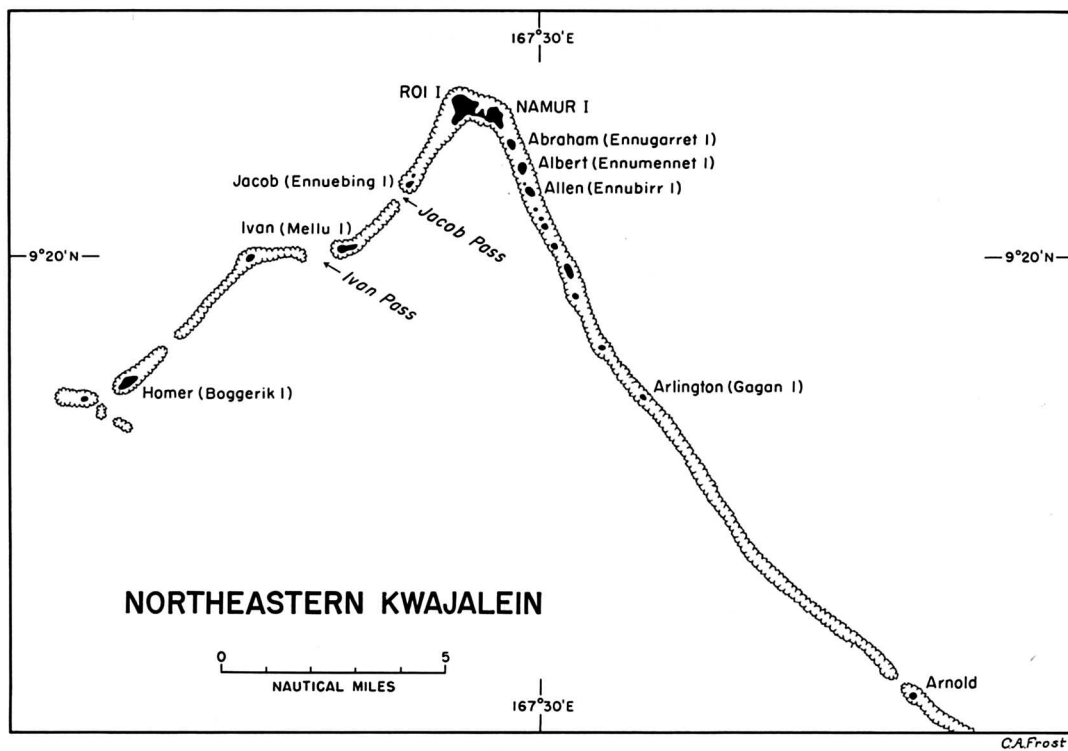 167°30'E
ROI I
NAMUR I
Abraham (Ennugarret I)
Albert (Ennumennet I)
Jacob (Ennuebing I)
Allen (Ennubirr I)
Jacob Pass
Ivan (Mellu I)
9°20'N
9°20'N
Ivan Pass
Homer (Boggerik I)
Arlington (Gagan I)
NORTHEASTERN KWAJALEIN
0 5
NAUTICAL MILES
Arnold
167°30'E
C.A.Frost